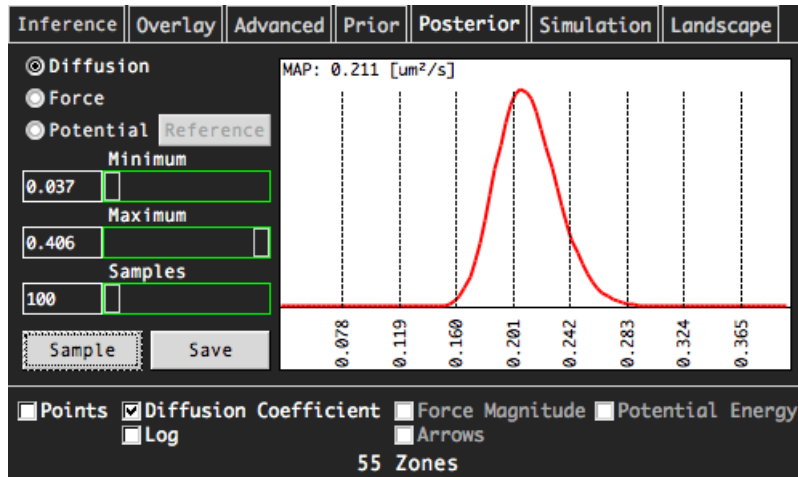 Inference Overlay Advanced Prior Posterior Simulation Landscape
Diffusion
Force
Potential Reference
Minimum
0.037
Maximum
0.406
Samples
100
Sample Save
MAP: 0.211 [um²/s]
0.078 0.119 0.160 0.201 0.242 0.283 0.324 0.365
Points Diffusion Coefficient Force Magnitude Potential Energy
Log Arrows
55 Zones